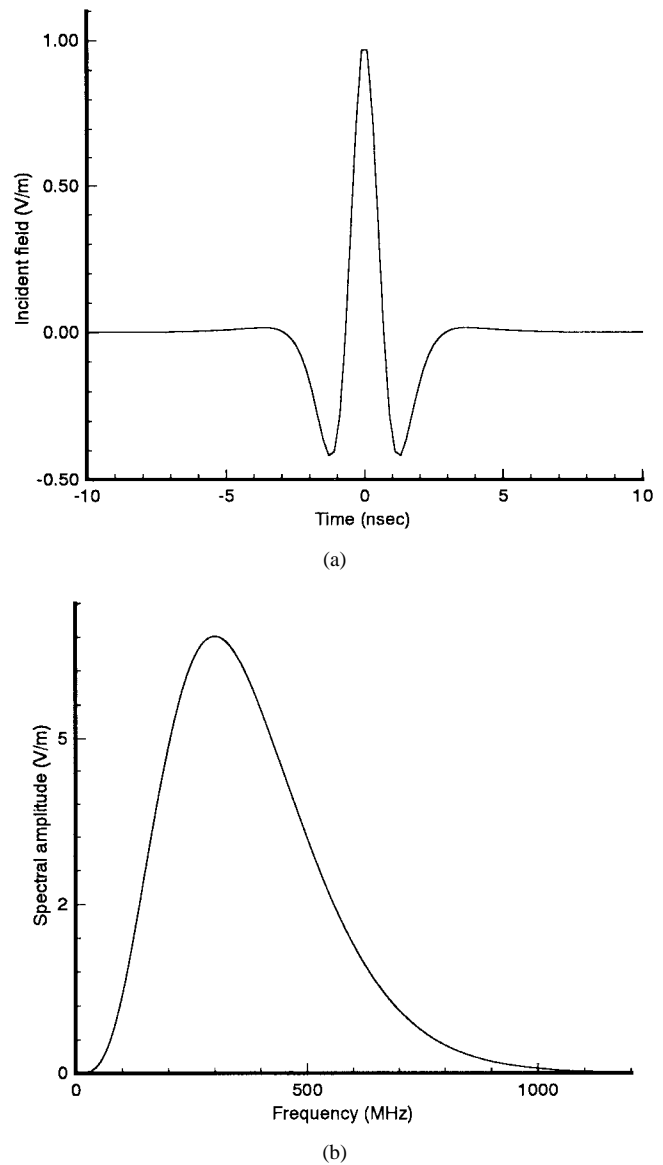 1.00
0.50
0.00
-0.50
Incident field (V/m)
-10
-5
0
5
10
Time (nsec)
(a)
5
2
0
Spectral amplitude (V/m)
0
500
1000
Frequency (MHz)
(b)